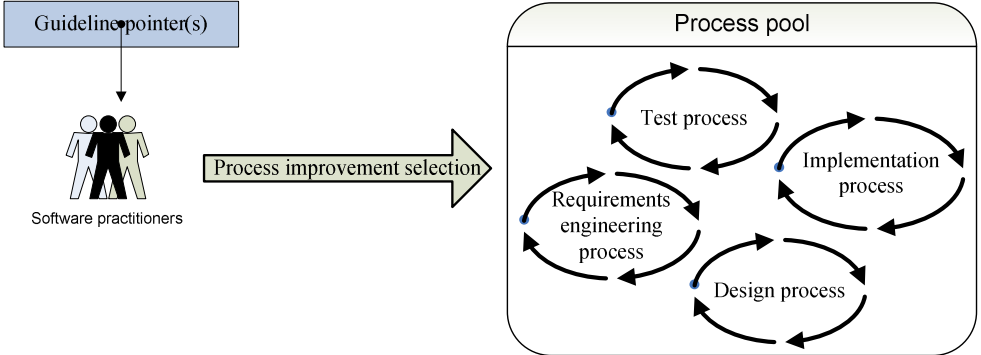 Guideline pointer(s)
Process pool
Test process
Implementation
process
Process improvement selection
Requirements
engineering
process
Software practitioners
Design process